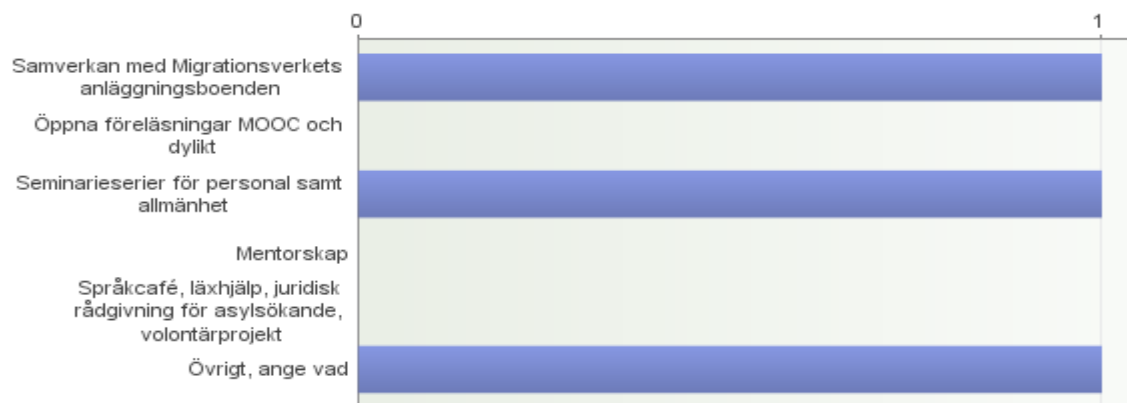 0 1
Samverkan med Migrationsverkets
anläggningsboenden
Öppna föreläsningar MOOC och
dylikt
Seminarieserier för personal samt
allmänhet
Mentorskap
Språkcafé, läxhjälp, juridisk
rådgivning för asylsökande,
volontärprojekt
Övrigt, ange vad